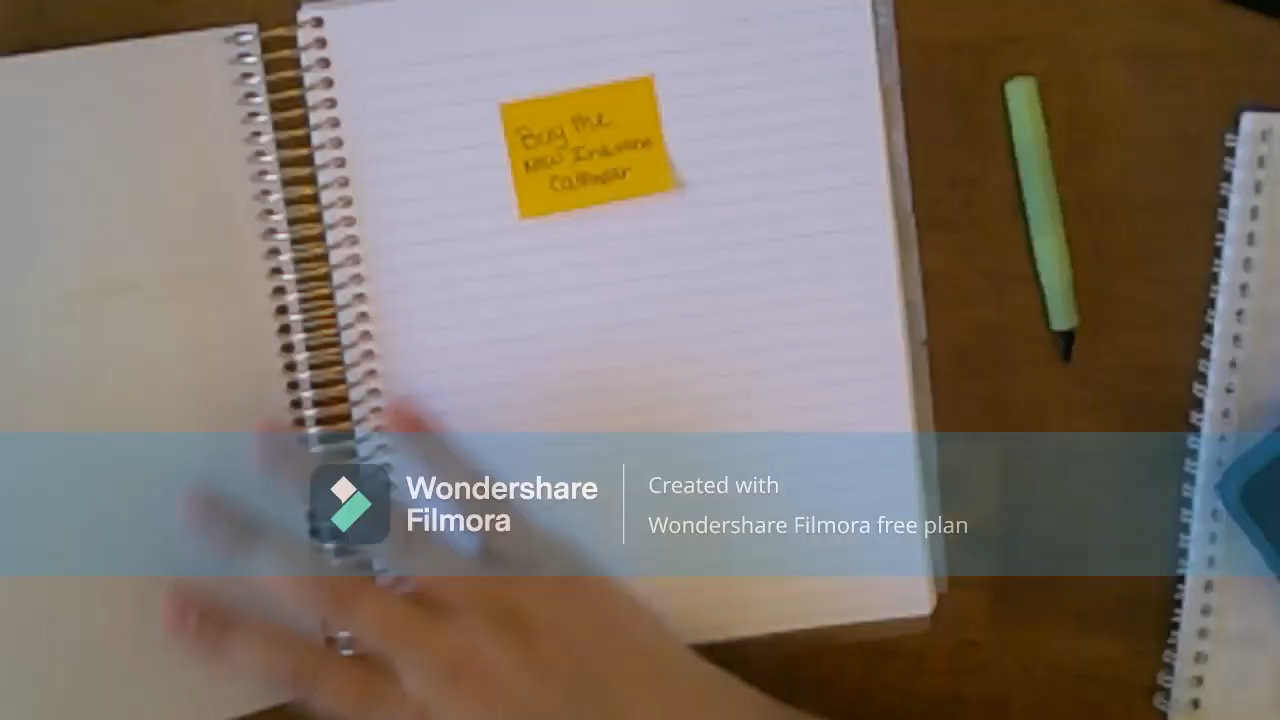 Buy the
New
Wondershare
Filmora
Created with
Wondershare Filmora free plan